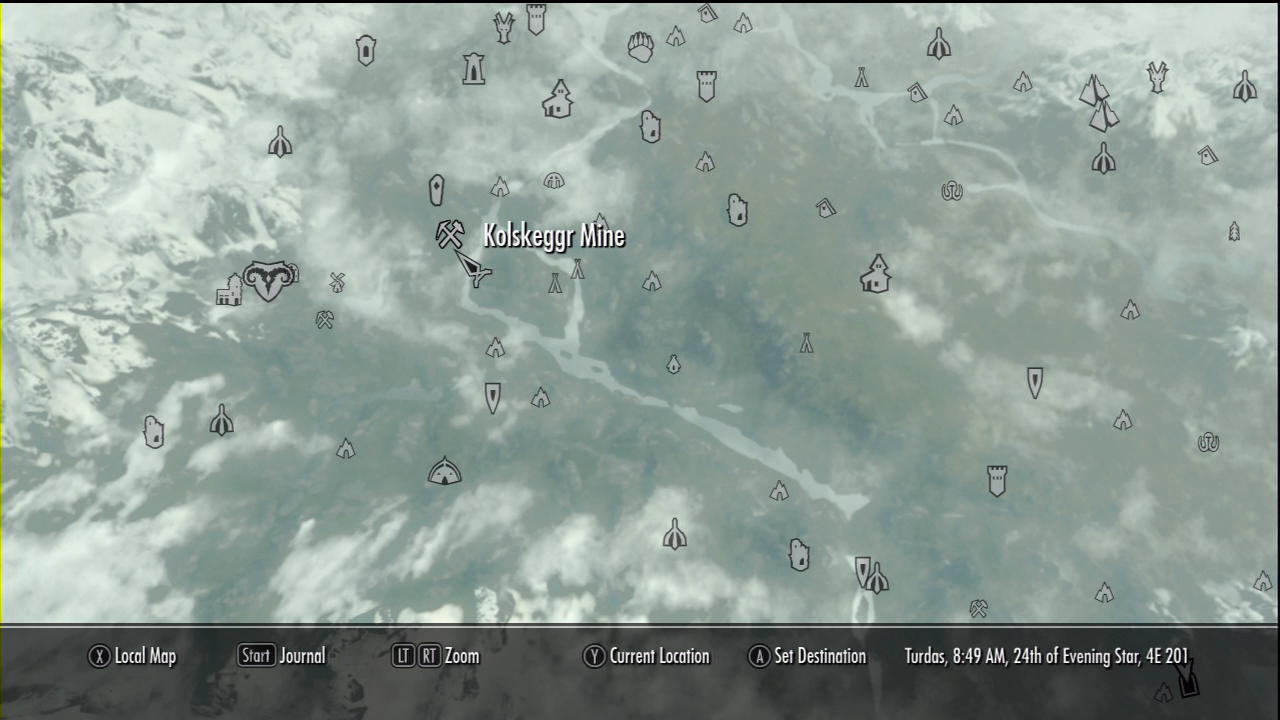 Kolskeggr Mine
X Local Map Start Journal LT RT Zoom Y Current Location A Set Destination Turdas, 8:49 AM, 24th of Evening Star, 4E 201